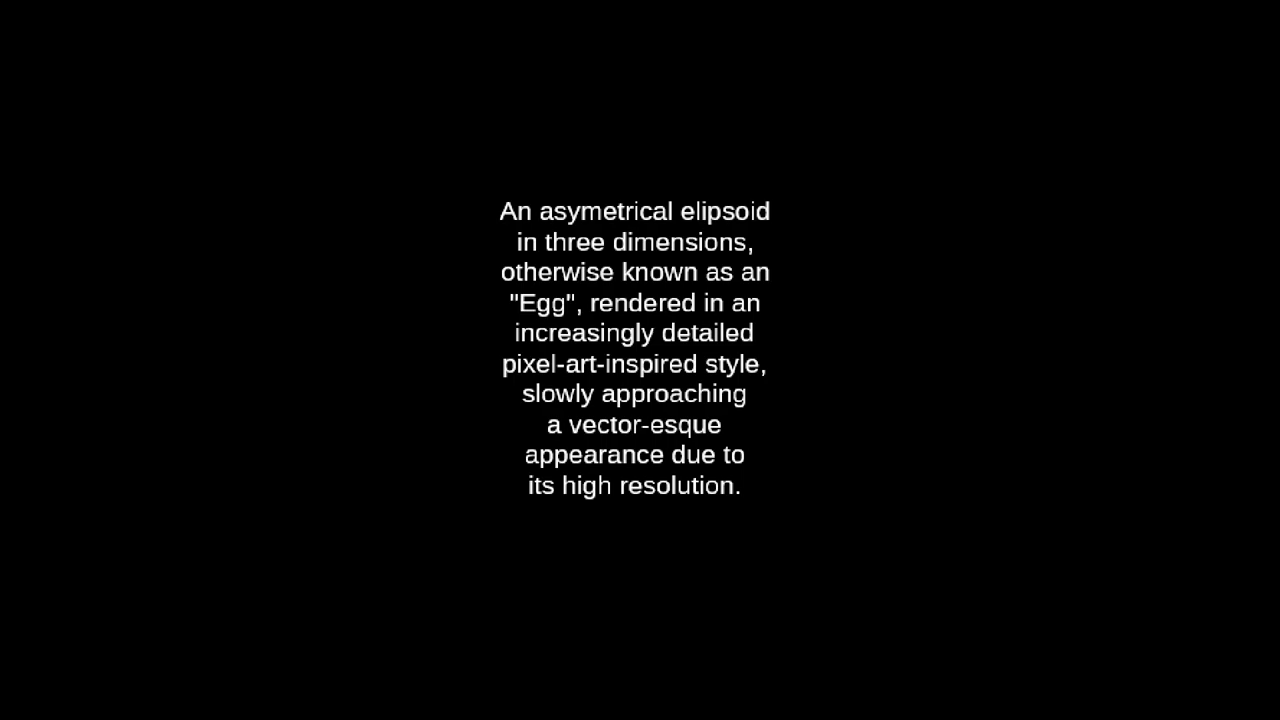 An asymetrical elipsoid
in three dimensions,
otherwise known as an
"Egg", rendered in an
increasingly detailed
pixel-art-inspired style,
slowly approaching
a vector-esque
appearance due to
its high resolution.